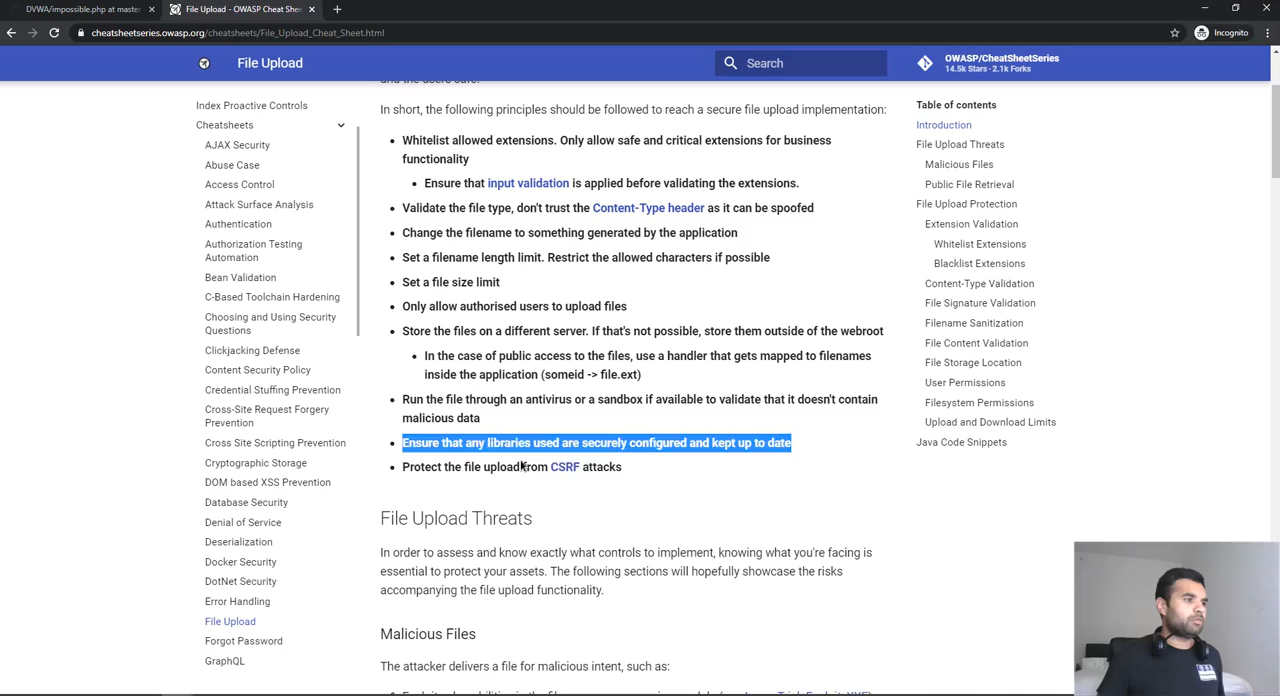 DVWA/impossible.php at master
File Upload - OWASP Cheat She
cheatsheetseries.owasp.org/cheatsheets/File_Upload_Cheat_Sheet.html
Incognito
File Upload
Search
OWASP/CheatSheetSeries
14.5k Stars · 2.1k Forks
Index Proactive Controls
Cheatsheets
AJAX Security
Abuse Case
Access Control
Attack Surface Analysis
Authentication
Authorization Testing
Automation
Bean Validation
C-Based Toolchain Hardening
Choosing and Using Security
Questions
Clickjacking Defense
Content Security Policy
Credential Stuffing Prevention
Cross-Site Request Forgery
Prevention
Cross Site Scripting Prevention
Cryptographic Storage
DOM based XSS Prevention
Database Security
Denial of Service
Deserialization
Docker Security
DotNet Security
Error Handling
File Upload
Forgot Password
GraphQL
and the users safe.
In short, the following principles should be followed to reach a secure file upload implementation:
Whitelist allowed extensions. Only allow safe and critical extensions for business
functionality
Ensure that input validation is applied before validating the extensions.
Validate the file type, don't trust the Content-Type header as it can be spoofed
Change the filename to something generated by the application
Set a filename length limit. Restrict the allowed characters if possible
Set a file size limit
Only allow authorised users to upload files
Store the files on a different server. If that's not possible, store them outside of the webroot
In the case of public access to the files, use a handler that gets mapped to filenames
inside the application (someid -> file.ext)
Run the file through an antivirus or a sandbox if available to validate that it doesn't contain
malicious data
Ensure that any libraries used are securely configured and kept up to date
Protect the file upload from CSRF attacks
File Upload Threats
In order to assess and know exactly what controls to implement, knowing what you're facing is
essential to protect your assets. The following sections will hopefully showcase the risks
accompanying the file upload functionality.
Malicious Files
The attacker delivers a file for malicious intent, such as:
Table of contents
Introduction
File Upload Threats
Malicious Files
Public File Retrieval
File Upload Protection
Extension Validation
Whitelist Extensions
Blacklist Extensions
Content-Type Validation
File Signature Validation
Filename Sanitization
File Content Validation
File Storage Location
User Permissions
Filesystem Permissions
Upload and Download Limits
Java Code Snippets